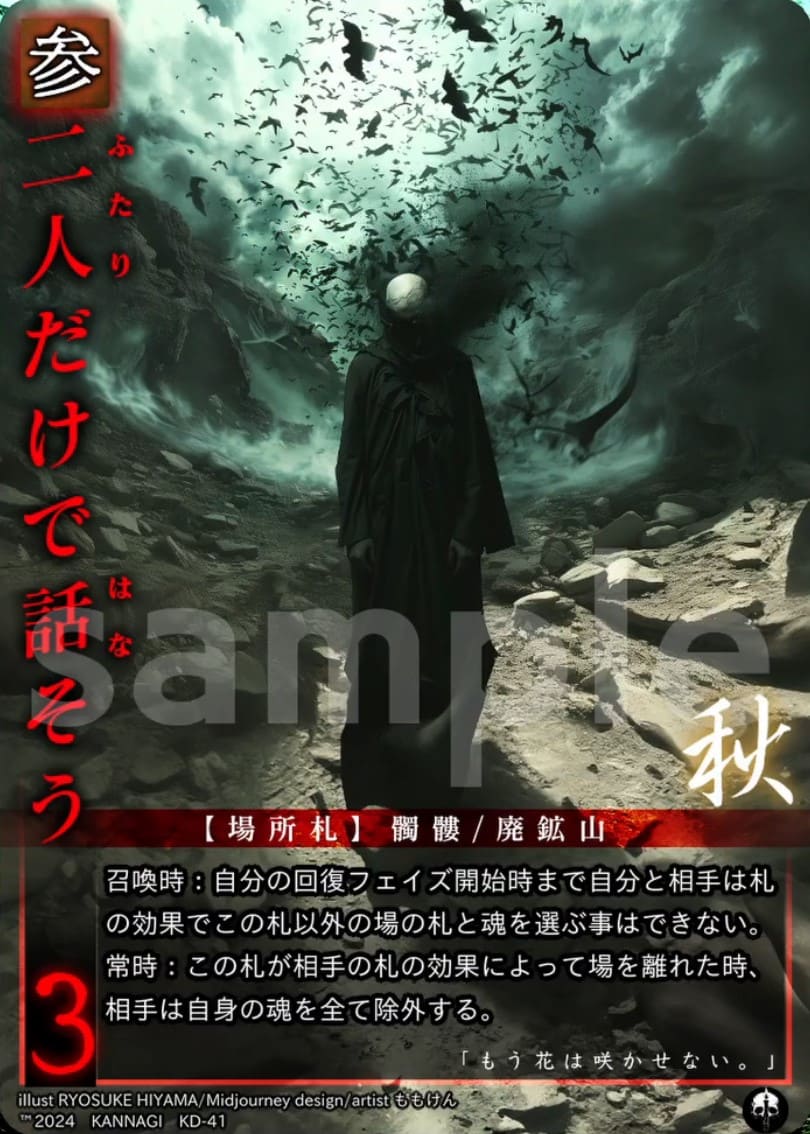 参
二人だけで話そう
ふたり
はな
sample
秋
【場所札】髑髏/廃鉱山
召喚時:自分の回復フェイズ開始時まで自分と相手は札
の効果でこの札以外の場の札と魂を選ぶ事はできない。
常時:この札が相手の札の効果によって場を離れた時、
相手は自身の魂を全て除外する。
3
「もう花は咲かせない。」
illust RYOSUKE HIYAMA/Midjourney design/artist ももけん
™2024 KANNAGI KD-41